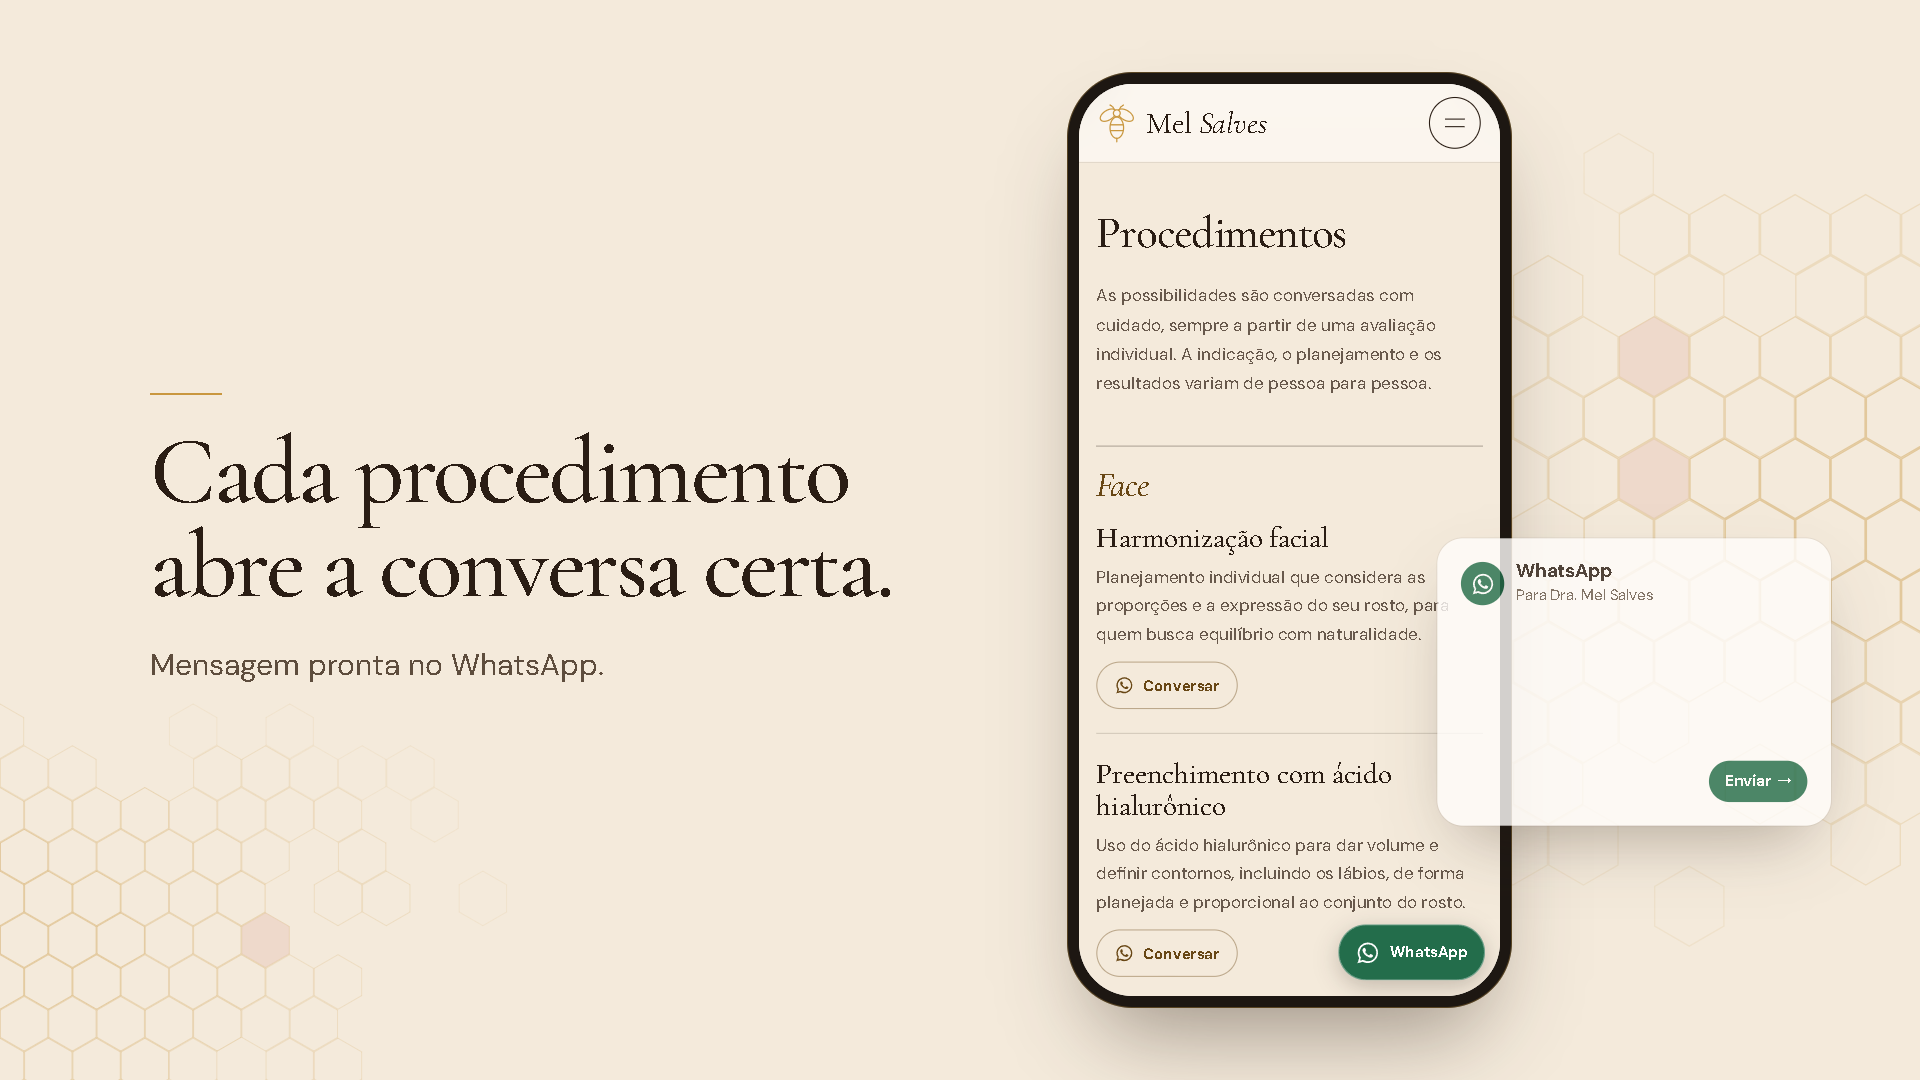 Cada procedimento
abre a conversa certa.
Mensagem pronta no WhatsApp.
Mel Salves
Procedimentos
As possibilidades são conversadas com
cuidado, sempre a partir de uma avaliação
individual. A indicação, o planejamento e os
resultados variam de pessoa para pessoa.
Face
Harmonização facial
Planejamento individual que considera as
proporções e a expressão do seu rosto, para
quem busca equilíbrio com naturalidade.
Conversar
Preenchimento com ácido
hialurônico
Uso do ácido hialurônico para dar volume e
definir contornos, incluindo os lábios, de forma
planejada e proporcional ao conjunto do rosto.
Conversar
WhatsApp
WhatsApp
Para Dra. Mel Salves
Enviar →